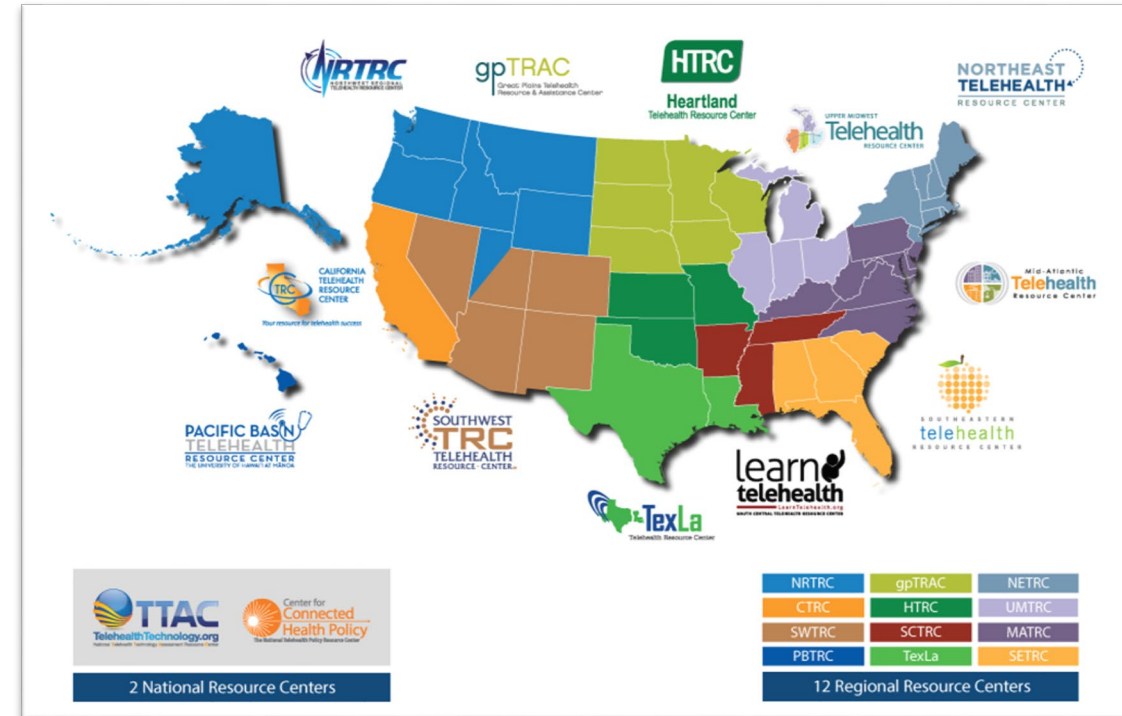 NRTRC
NORTHWEST REGIONAL
TELEHEALTH RESOURCE CENTER
gpTRAC
Great Plains Telehealth
Resource & Assistance Center
HTRC
Heartland
Telehealth Resource Center
NORTHEAST
TELEHEALTH
RESOURCE CENTER
UPPER MIDWEST
Telehealth
RESOURCE CENTER
TRC
CALIFORNIA
TELEHEALTH
RESOURCE
CENTER
Your resource for telehealth success
Mid-Atlantic
Telehealth
Resource Center
PACIFIC BASIN
TELEHEALTH
RESOURCE CENTER
THE UNIVERSITY OF HAWAI'I AT MĀNOA
SOUTHWEST
TRC
TELEHEALTH
RESOURCE · CENTER
SOUTHEASTERN
telehealth
RESOURCE CENTER
learn
telehealth
LearnTelehealth.org
SOUTH CENTRAL TELEHEALTH RESOURCE CENTER
TexLa
Telehealth Resource Center
TTAC
TelehealthTechnology.org
National Telehealth Technology Assessment Resource Center
Center for
Connected
Health Policy
The National Telehealth Policy Resource Center
2 National Resource Centers
NRTRC gpTRAC NETRC
CTRC HTRC UMTRC
SWTRC SCTRC MATRC
PBTRC TexLa SETRC
12 Regional Resource Centers